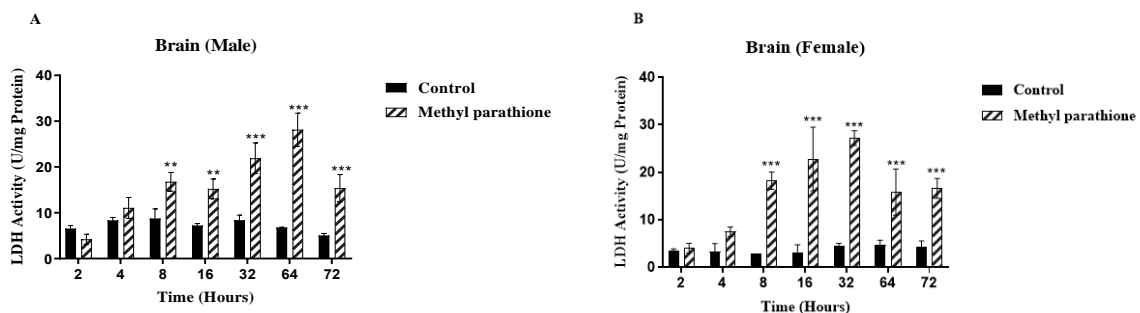 A
Brain (Male)
LDH Activity (U/mg Protein)
40
30
20
10
0
** ** *** *** ***
2 4 8 16 32 64 72
Time (Hours)
Control
Methyl parathione
B
Brain (Female)
LDH Activity (U/mg Protein)
40
30
20
10
0
*** *** *** *** ***
2 4 8 16 32 64 72
Time (Hours)
Control
Methyl parathione